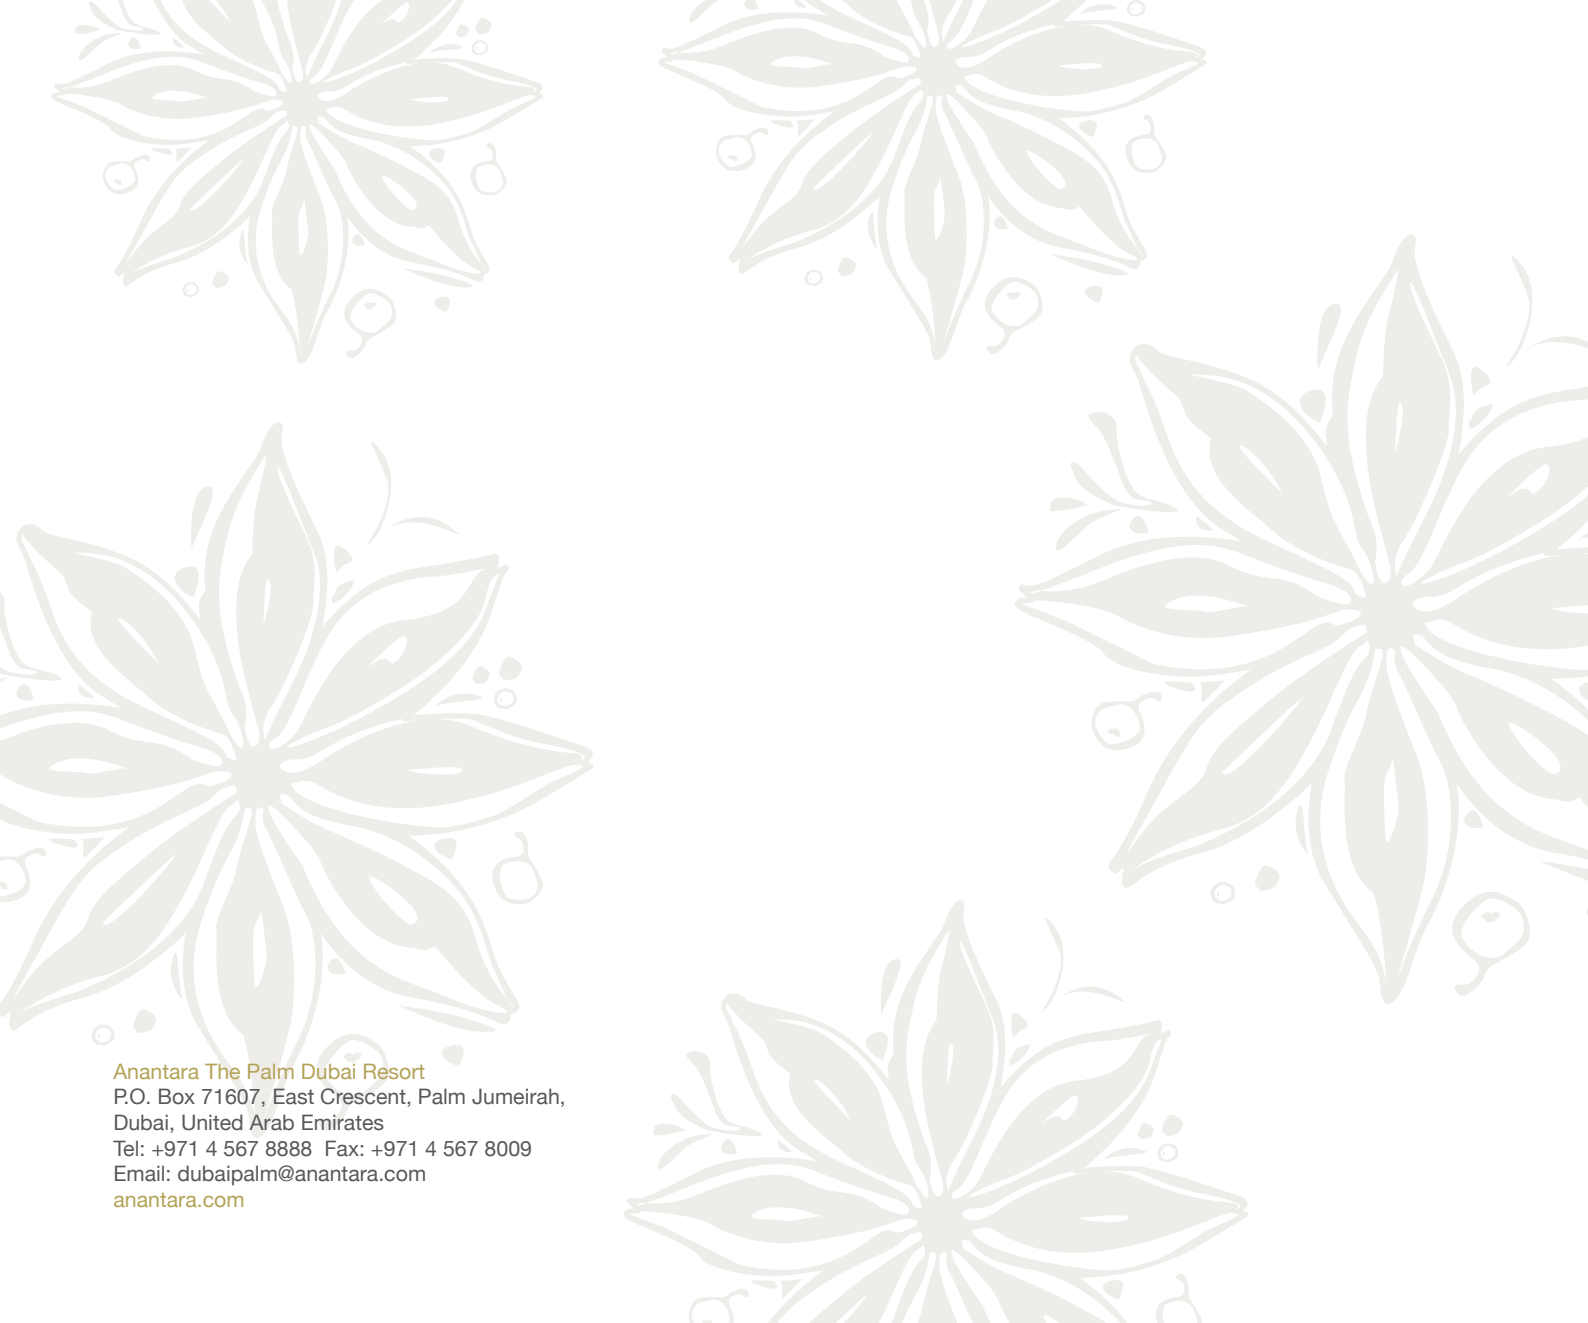 Anantara The Palm Dubai Resort
P.O. Box 71607, East Crescent, Palm Jumeirah,
Dubai, United Arab Emirates
Tel: +971 4 567 8888  Fax: +971 4 567 8009
Email: dubaipalm@anantara.com
anantara.com